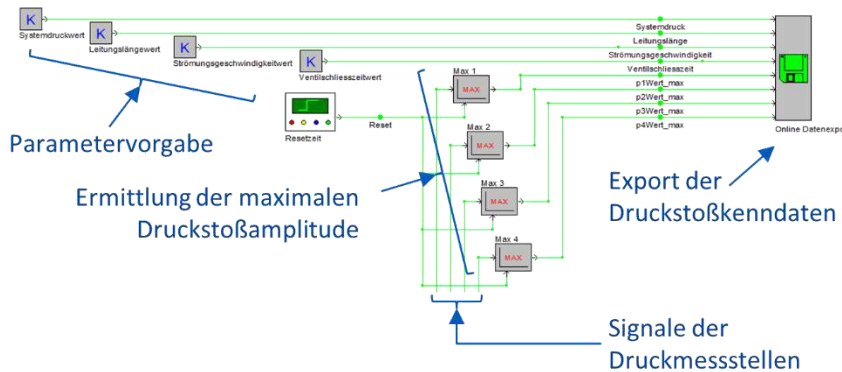 K
Systemdruckwert
K
Leitungslängewert
K
Strömungsgeschwindigkeitwert
K
Ventilschliesszeitwert
Systemdruck
Leitungslänge
Strömungsgeschwindigkeit
Ventilschliesszeit
p1Wert_max
p2Wert_max
p3Wert_max
p4Wert_max
Online Datenexpo
Max 1
MAX
Max 2
MAX
Max 3
MAX
Max 4
MAX
Resetzeit
Reset
Parametervorgabe
Ermittlung der maximalen
Druckstoßamplitude
Export der
Druckstoßkenndaten
Signale der
Druckmessstellen